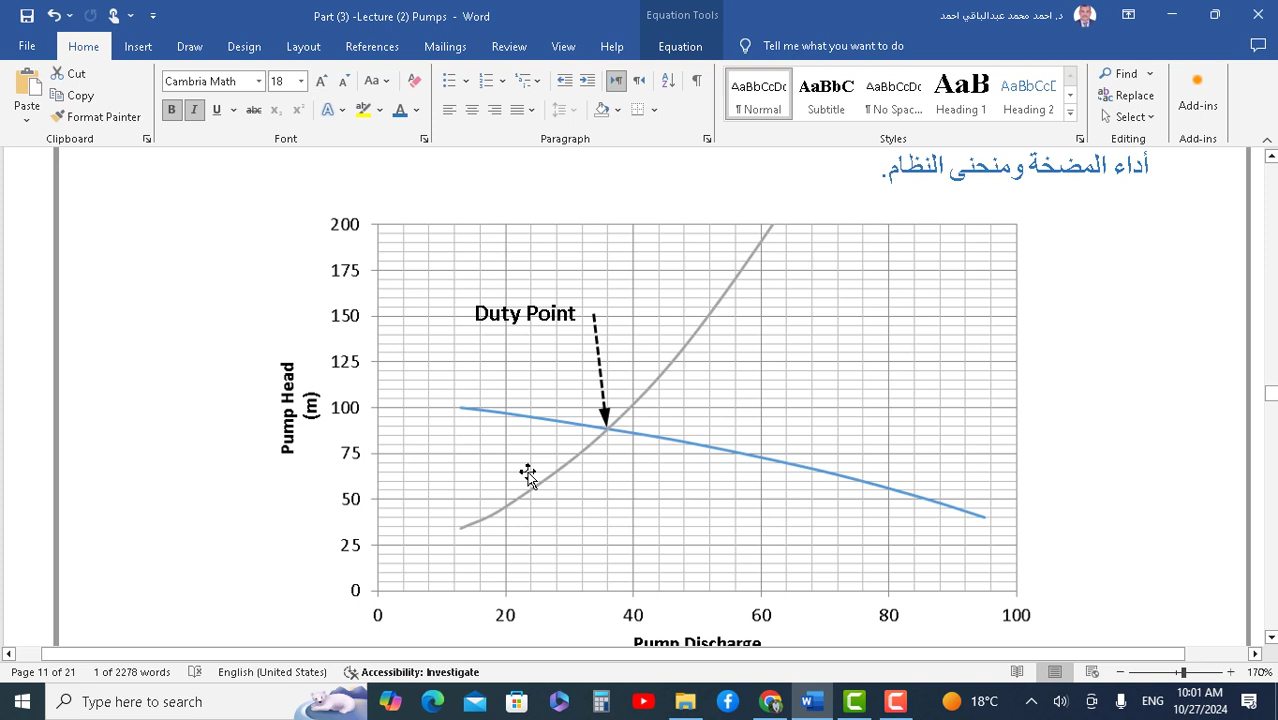 Part (3) -Lecture (2) Pumps - Word
Equation Tools
د. احمد محمد عبدالباقي احمد
File
Home
Insert
Draw
Design
Layout
References
Mailings
Review
View
Help
Equation
Tell me what you want to do
Paste
Cut
Copy
Format Painter
Clipboard
Cambria Math
18
Font
Paragraph
AaBbCcDc
¶ Normal
AaBbC
Subtitle
AaBbCcDc
¶ No Spac...
AaB
Heading 1
AaBbCcDc
Heading 2
Styles
Find
Replace
Select
Editing
Add-ins
Add-ins
أداء المضخة ومنحنى النظام.
200
175
150
125
100
75
50
25
0
Pump Head
(m)
Duty Point
0 20 40 60 80 100
Pump Discharge
Page 11 of 21
1 of 2278 words
English (United States)
Accessibility: Investigate
170%
Type here to search
18°C
ENG
10:01 AM
10/27/2024